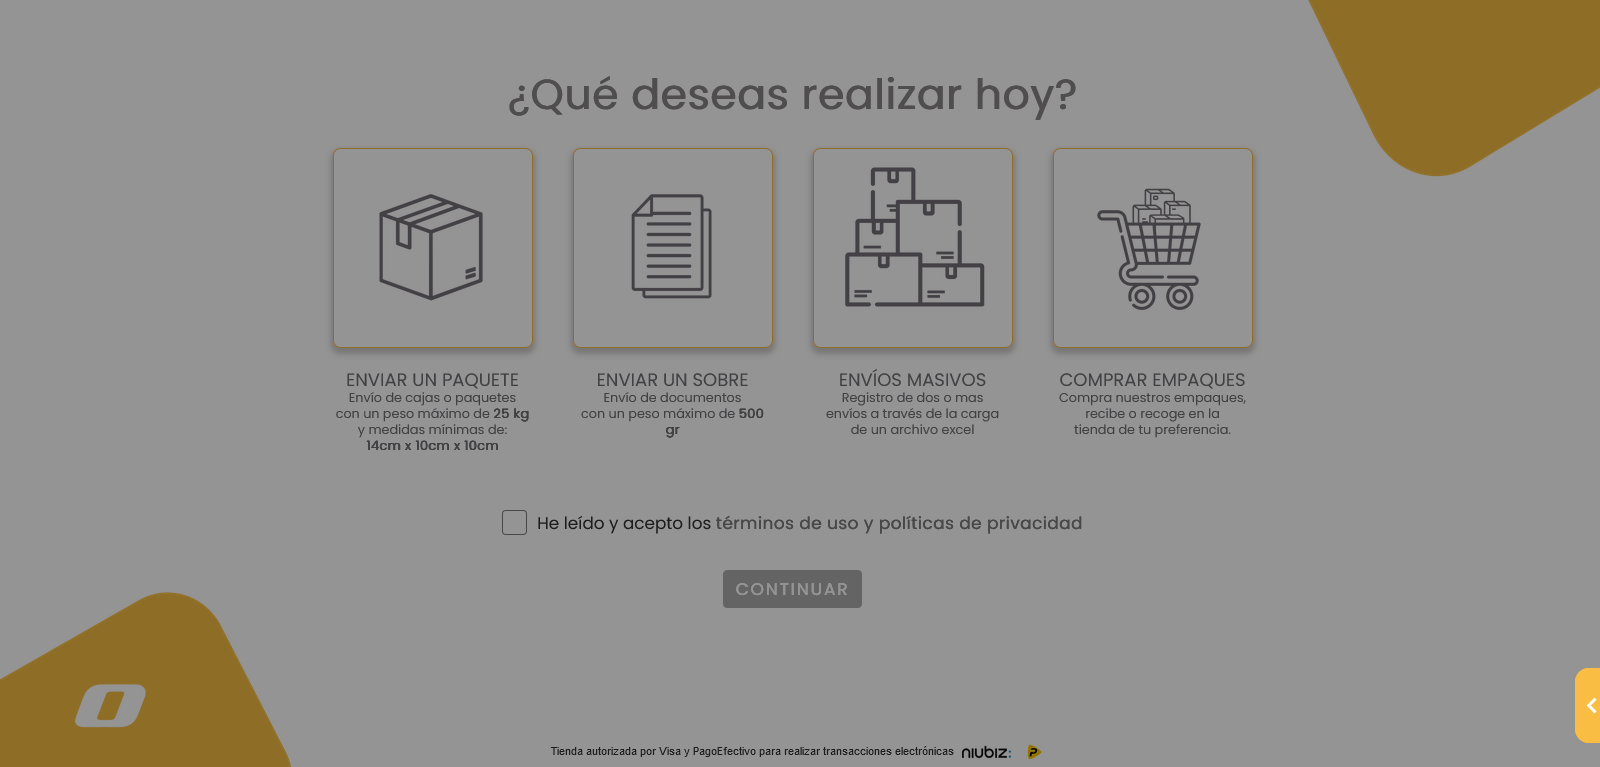 ¿Qué deseas realizar hoy?
ENVIAR UN PAQUETE
Envío de cajas o paquetes
con un peso máximo de 25 kg
y medidas mínimas de:
14cm x 10cm x 10cm
ENVIAR UN SOBRE
Envío de documentos
con un peso máximo de 500
gr
ENVÍOS MASIVOS
Registro de dos o mas
envíos a través de la carga
de un archivo excel
COMPRAR EMPAQUES
Compra nuestros empaques,
recibe o recoge en la
tienda de tu preferencia.
He leído y acepto los términos de uso y políticas de privacidad
CONTINUAR
Tienda autorizada por Visa y PagoEfectivo para realizar transacciones electrónicas niubiz: